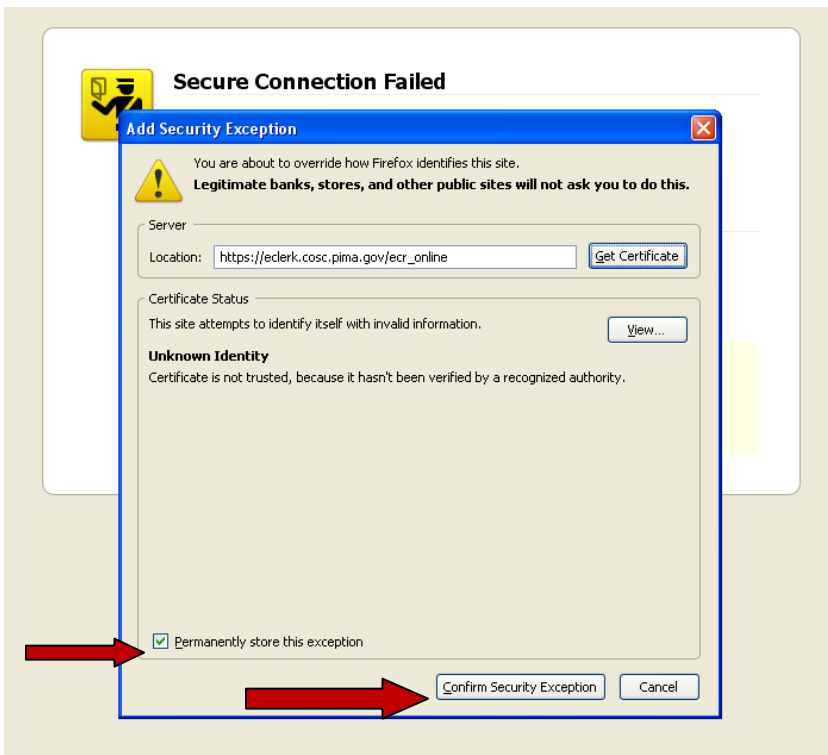 Secure Connection Failed
Add Security Exception
You are about to override how Firefox identifies this site.
Legitimate banks, stores, and other public sites will not ask you to do this.
Server
Location: https://eclerk.cosc.pima.gov/ecr_online Get Certificate
Certificate Status
This site attempts to identify itself with invalid information. View...
Unknown Identity
Certificate is not trusted, because it hasn't been verified by a recognized authority.
Permanently store this exception
Confirm Security Exception Cancel